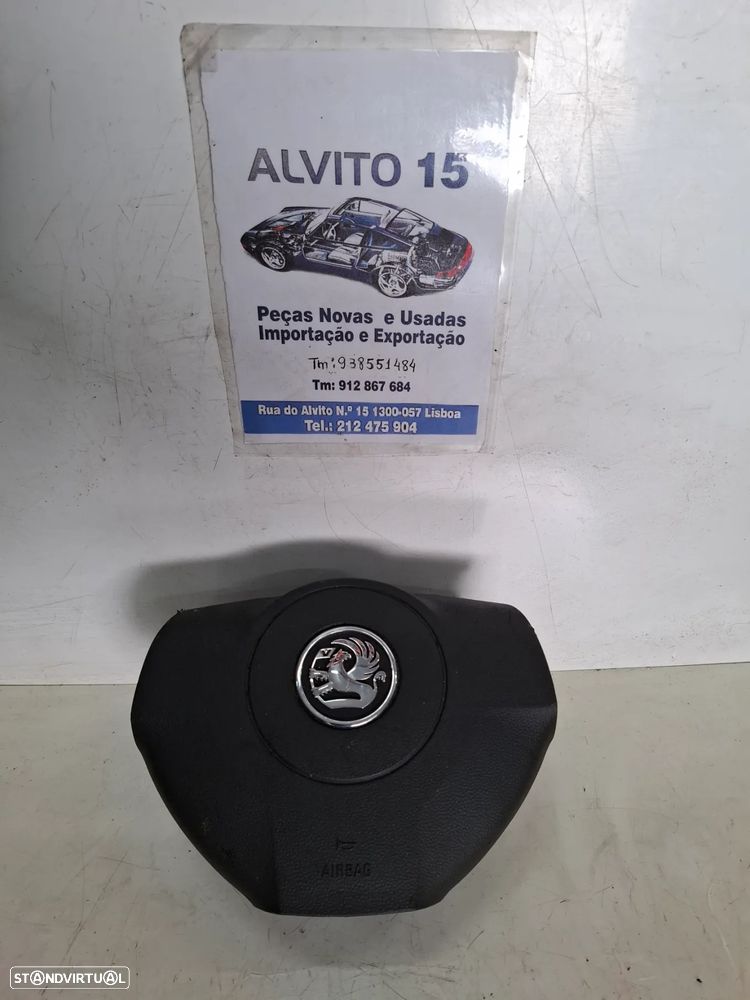 ALVITO 15
Peças Novas e Usadas
Importação e Exportação
Tm: 938551484
Tm: 912 867 684
Rua do Alvito N.º 15 1300-057 Lisboa
Tel.: 212 475 904
AIRBAG
STANDVIRTUAL